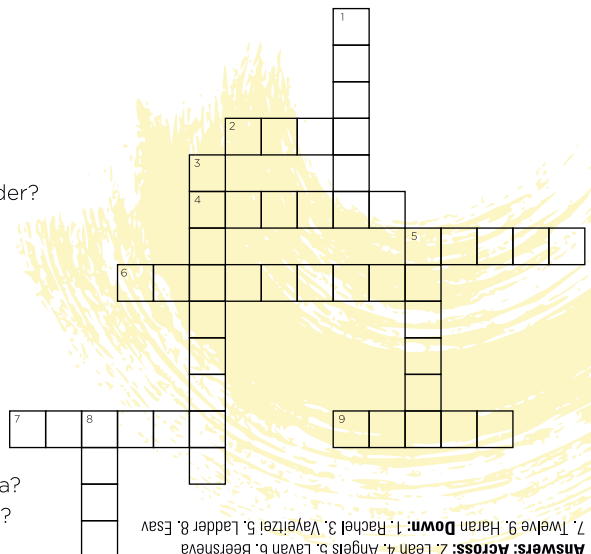 1
2
3
der?
4
5
6
7 8 9
a?
?
Answers: Across: 2. Leah 4. Angels 5. Lavan 6. Beersheva
7. Twelve 9. Haran Down: 1. Rachel 3. Vayeitzei 5. Ladder 8. Esav